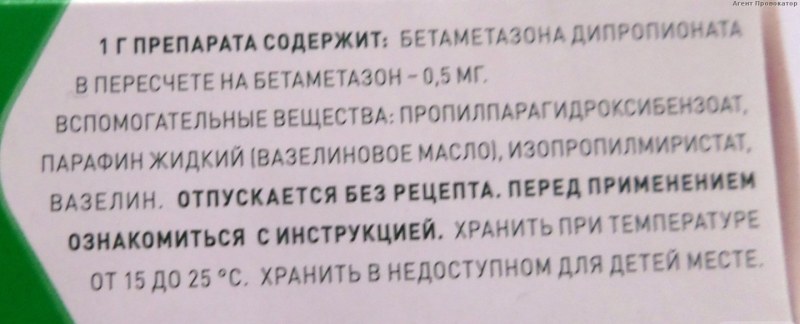 Агент Провокатор
1 Г ПРЕПАРАТА СОДЕРЖИТ: БЕТАМЕТАЗОНА ДИПРОПИОНАТА
В ПЕРЕСЧЕТЕ НА БЕТАМЕТАЗОН – 0,5 МГ.
ВСПОМОГАТЕЛЬНЫЕ ВЕЩЕСТВА: ПРОПИЛПАРАГИДРОКСИБЕНЗОАТ,
ПАРАФИН ЖИДКИЙ (ВАЗЕЛИНОВОЕ МАСЛО), ИЗОПРОПИЛМИРИСТАТ,
ВАЗЕЛИН. ОТПУСКАЕТСЯ БЕЗ РЕЦЕПТА. ПЕРЕД ПРИМЕНЕНИЕМ
ОЗНАКОМИТЬСЯ С ИНСТРУКЦИЕЙ. ХРАНИТЬ ПРИ ТЕМПЕРАТУРЕ
ОТ 15 ДО 25 °С. ХРАНИТЬ В НЕДОСТУПНОМ ДЛЯ ДЕТЕЙ МЕСТЕ.